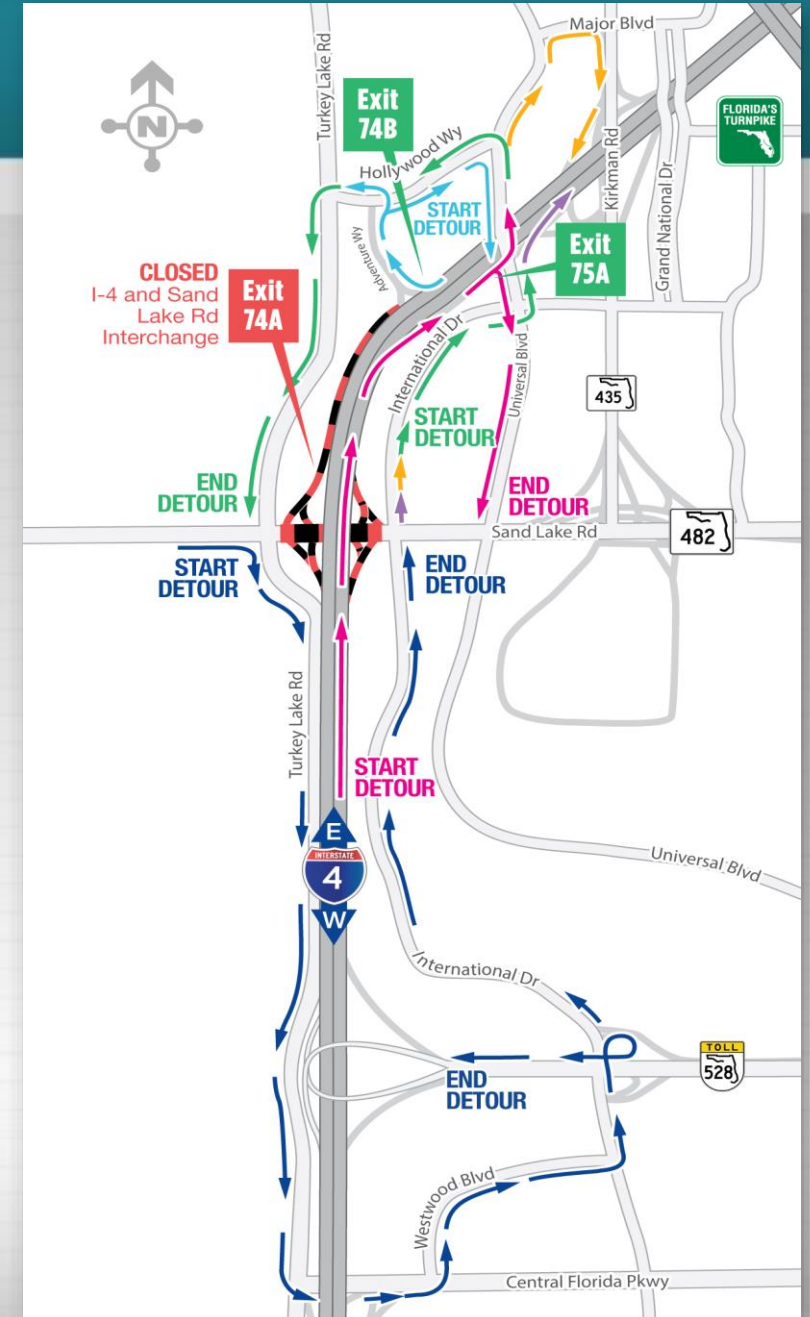 Major Blvd
Turkey Lake Rd
N
Exit
74B
Hollywood Wy
Kirkman Rd
FLORIDA'S
TURNPIKE
START
DETOUR
Grand National Dr
Adventure Wy
Exit
75A
CLOSED
I-4 and Sand
Lake Rd
Interchange
Exit
74A
International Dr
Universal Blvd
435
START
DETOUR
END
DETOUR
END
DETOUR
Sand Lake Rd
482
START
DETOUR
END
DETOUR
Turkey Lake Rd
START
DETOUR
E
INTERSTATE
4
W
Universal Blvd
International Dr
TOLL
528
END
DETOUR
Westwood Blvd
Central Florida Pkwy